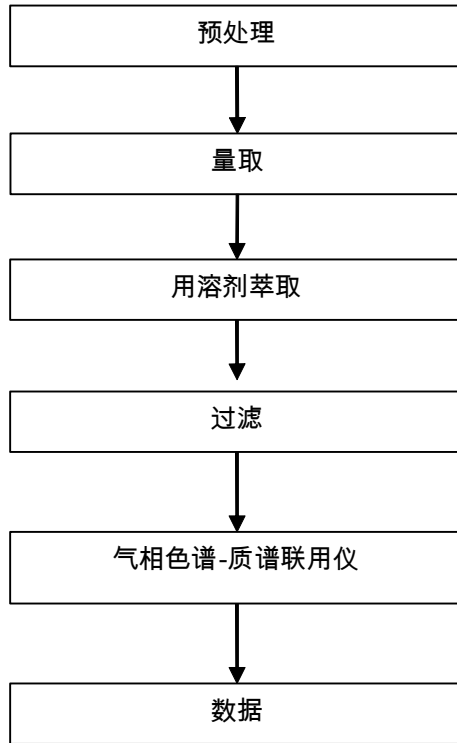 预处理
量取
用溶剂萃取
过滤
气相色谱-质谱联用仪
数据